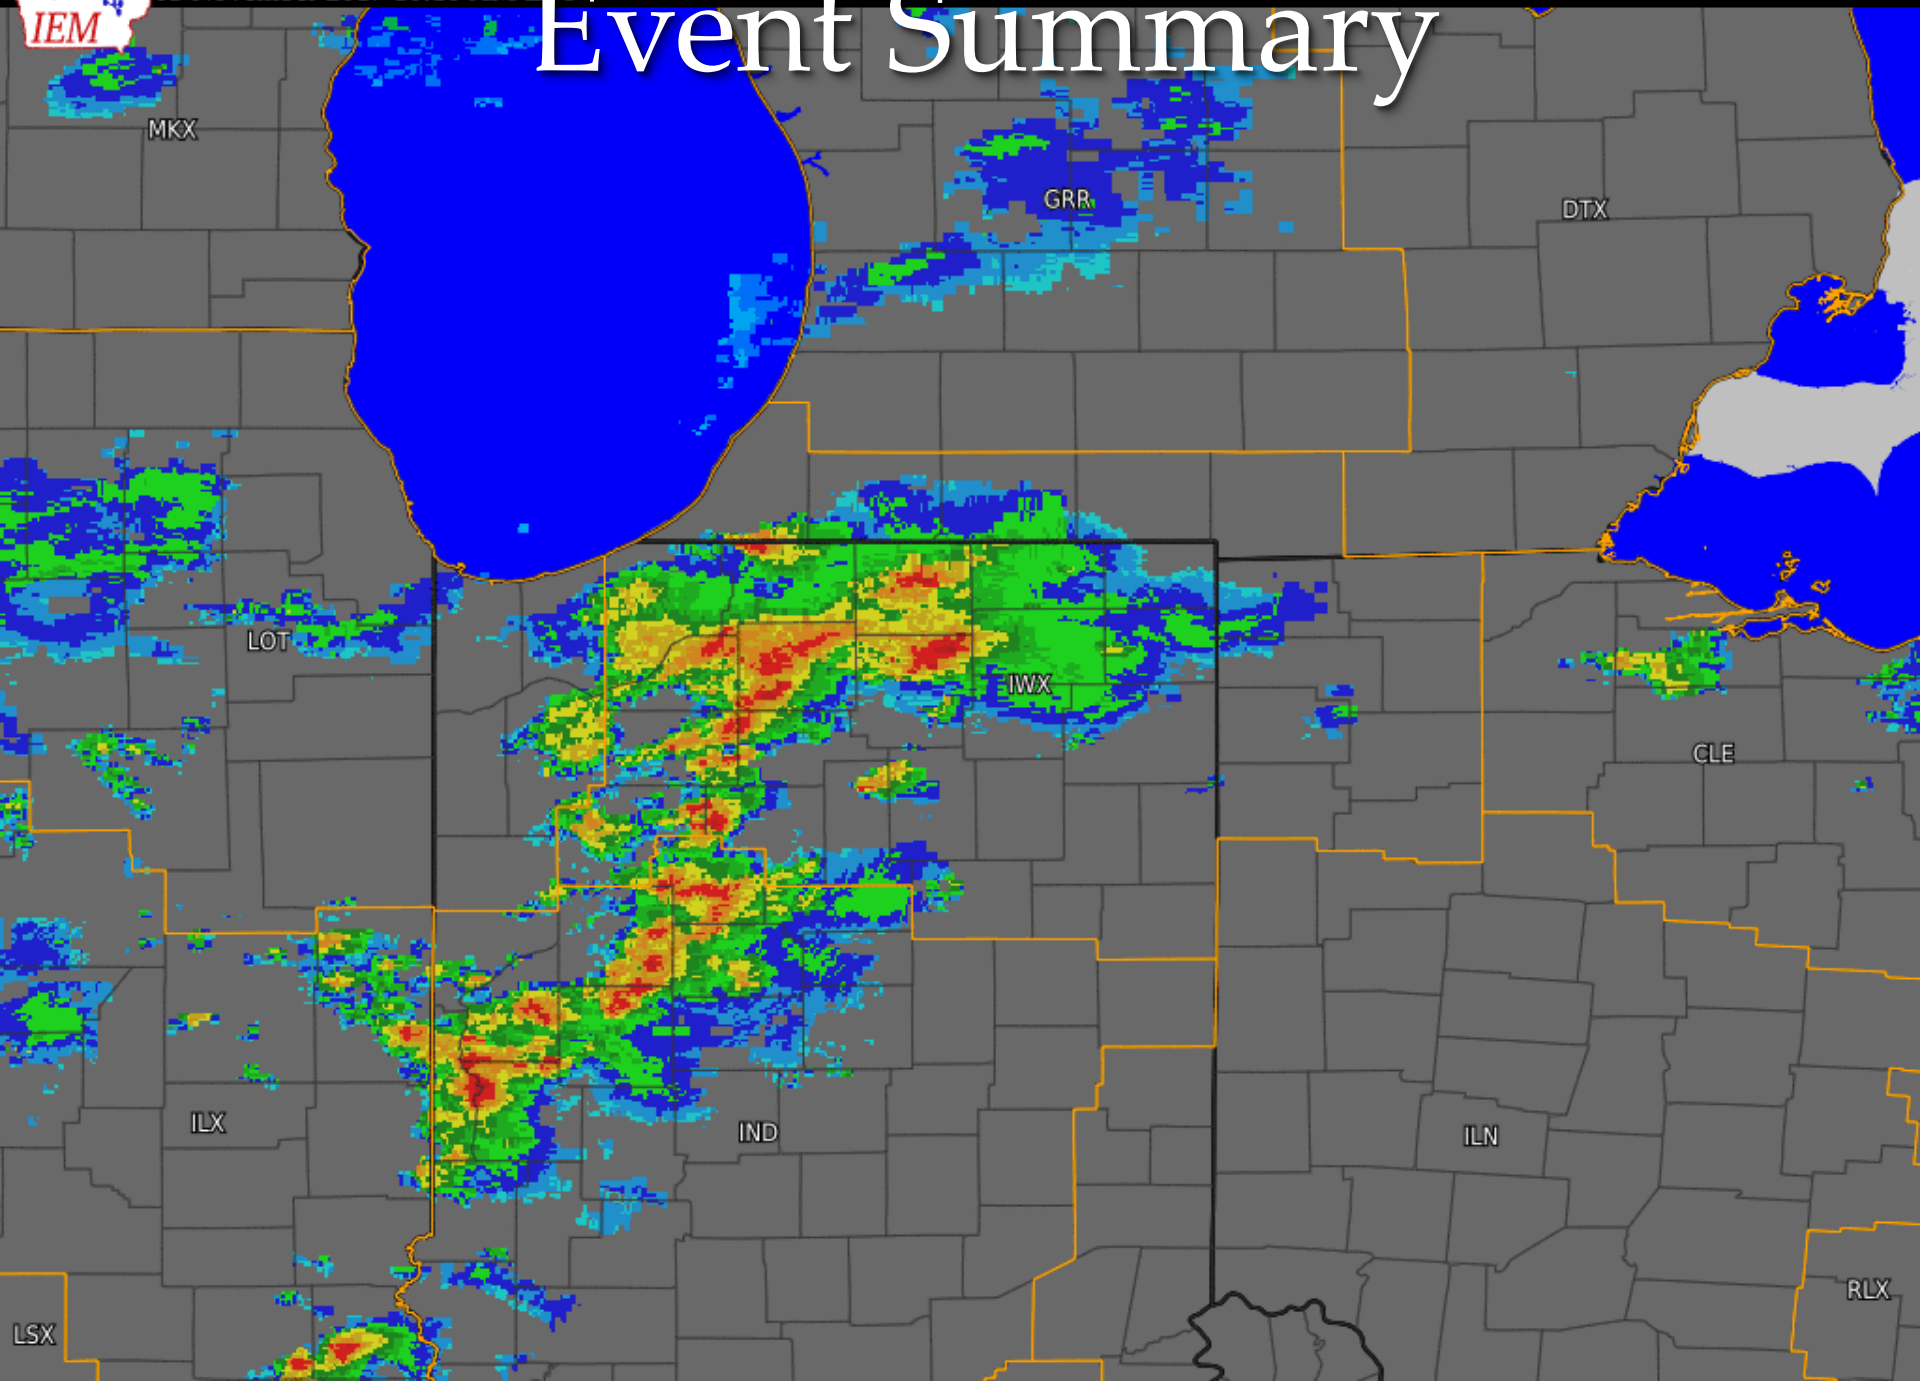 Event Summary
IEM
MKX
GRR
DTX
LOT
IWX
CLE
ILX
IND
ILN
RLX
LSX